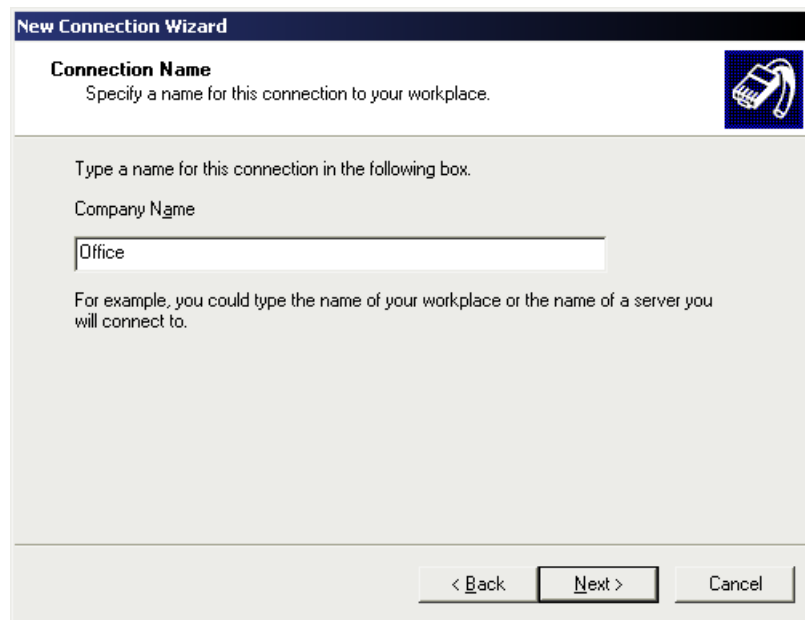 New Connection Wizard
Connection Name
Specify a name for this connection to your workplace.
Type a name for this connection in the following box.
Company Name
Office
For example, you could type the name of your workplace or the name of a server you
will connect to.
< Back
Next >
Cancel